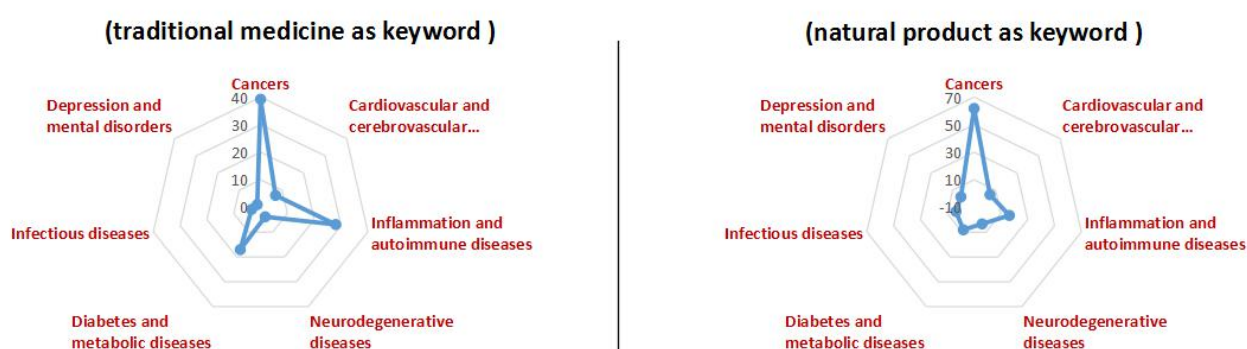 (traditional medicine as keyword )
Cancers
40
30
20
10
0
Cardiovascular and
cerebrovascular...
Inflammation and
autoimmune diseases
Neurodegenerative
diseases
Diabetes and
metabolic diseases
Infectious diseases
Depression and
mental disorders
(natural product as keyword )
Cancers
70
50
30
10
-10
Cardiovascular and
cerebrovascular...
Inflammation and
autoimmune diseases
Neurodegenerative
diseases
Diabetes and
metabolic diseases
Infectious diseases
Depression and
mental disorders